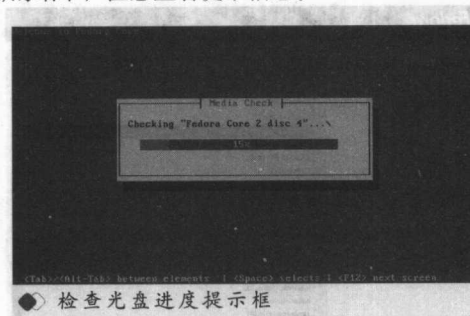 Media Check
Checking "Fedora Core 2 disc 4"...\
15%
<Tab>/<Alt-Tab> between elements | <Space> selects | <F12> next screen
检查光盘进度提示框